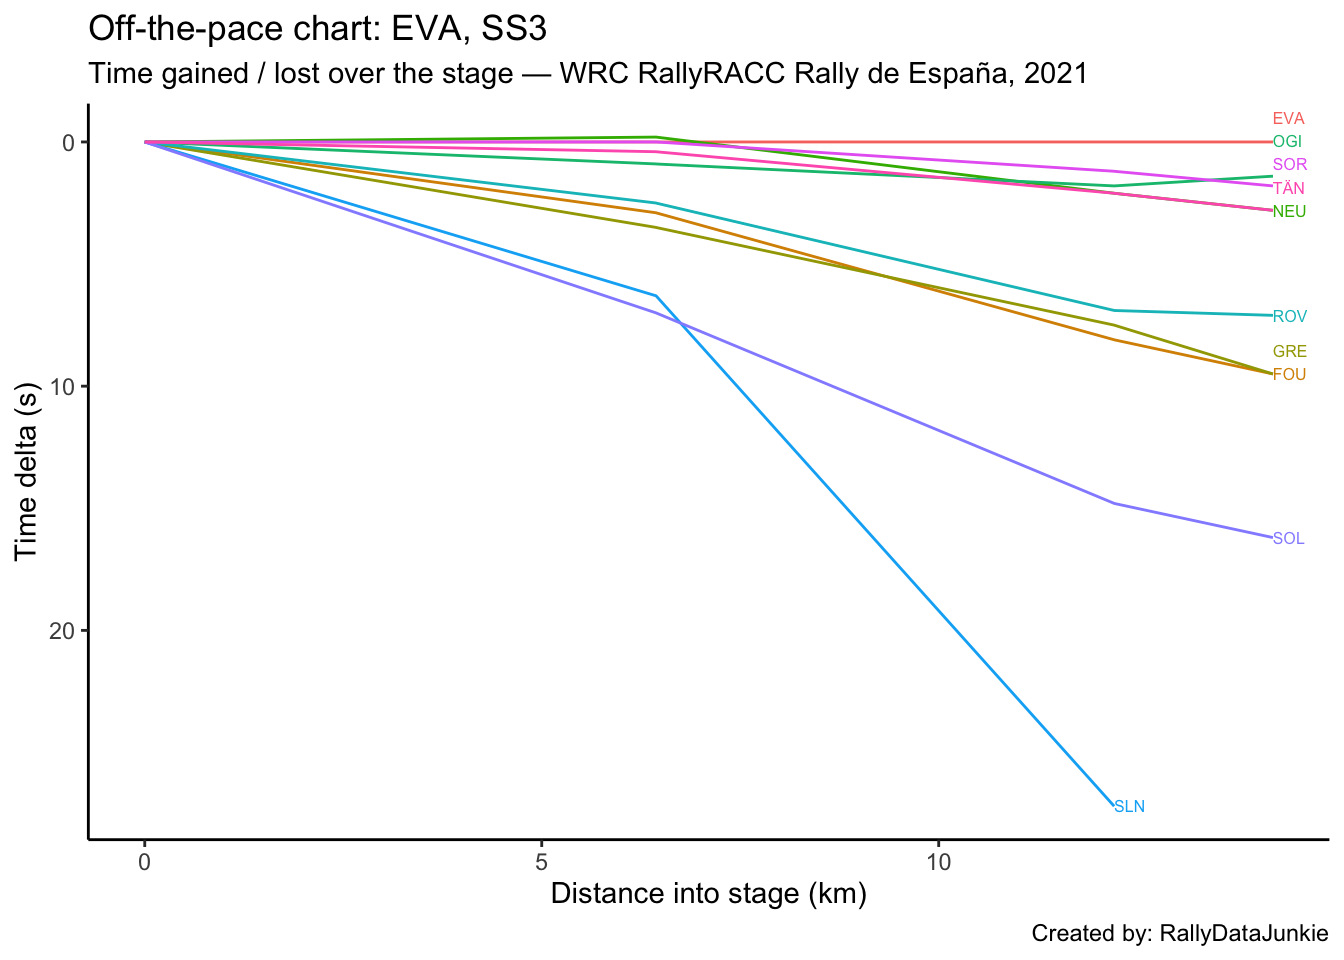 Off-the-pace chart: EVA, SS3
Time gained / lost over the stage — WRC RallyRACC Rally de España, 2021
EVA
0
OGI
SOR
TÄN
NEU
ROV
GRE
FOU
10
Time delta (s)
SOL
20
SLN
0 5 10
Distance into stage (km)
Created by: RallyDataJunkie